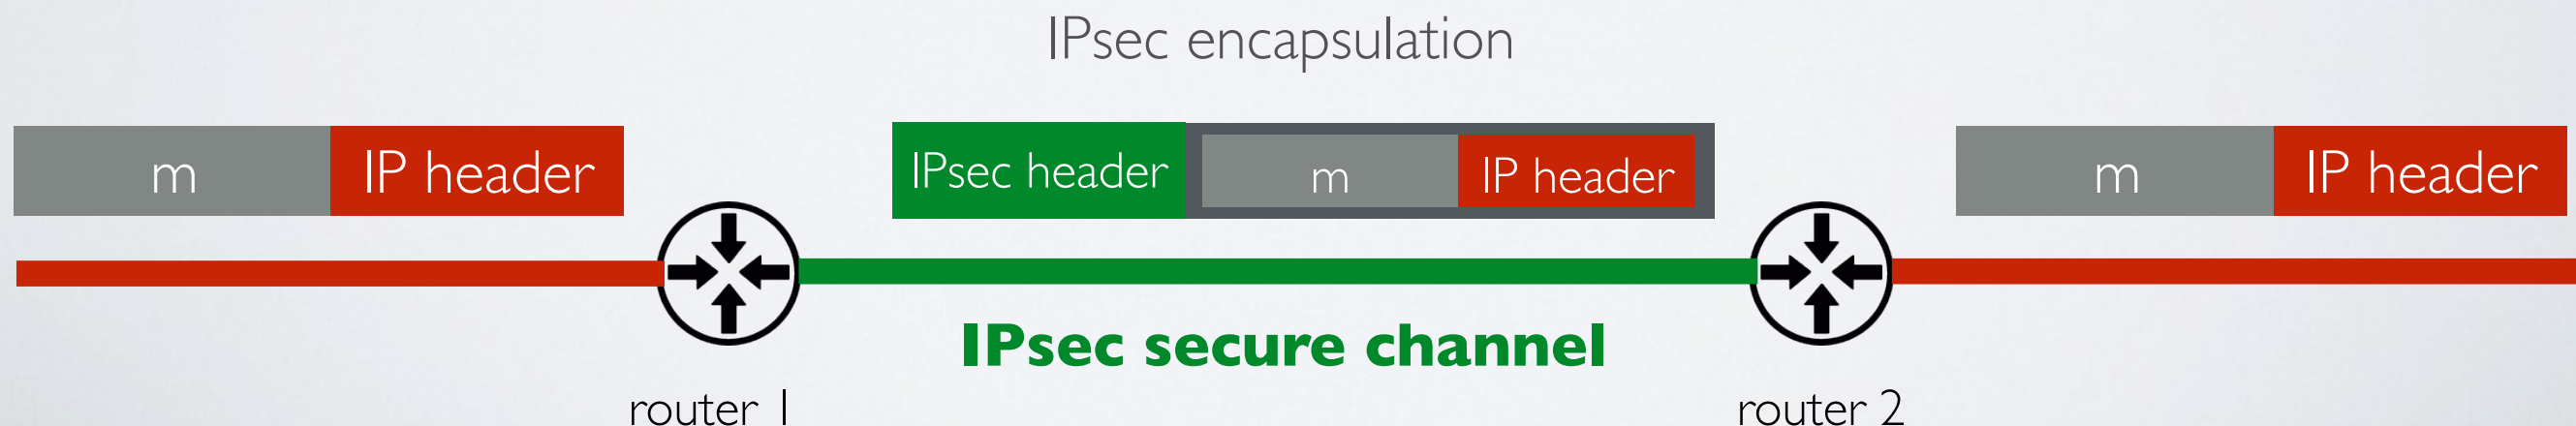 IPsec encapsulation
m IP header
IPsec header m IP header
m IP header
IPsec secure channel
router 1
router 2